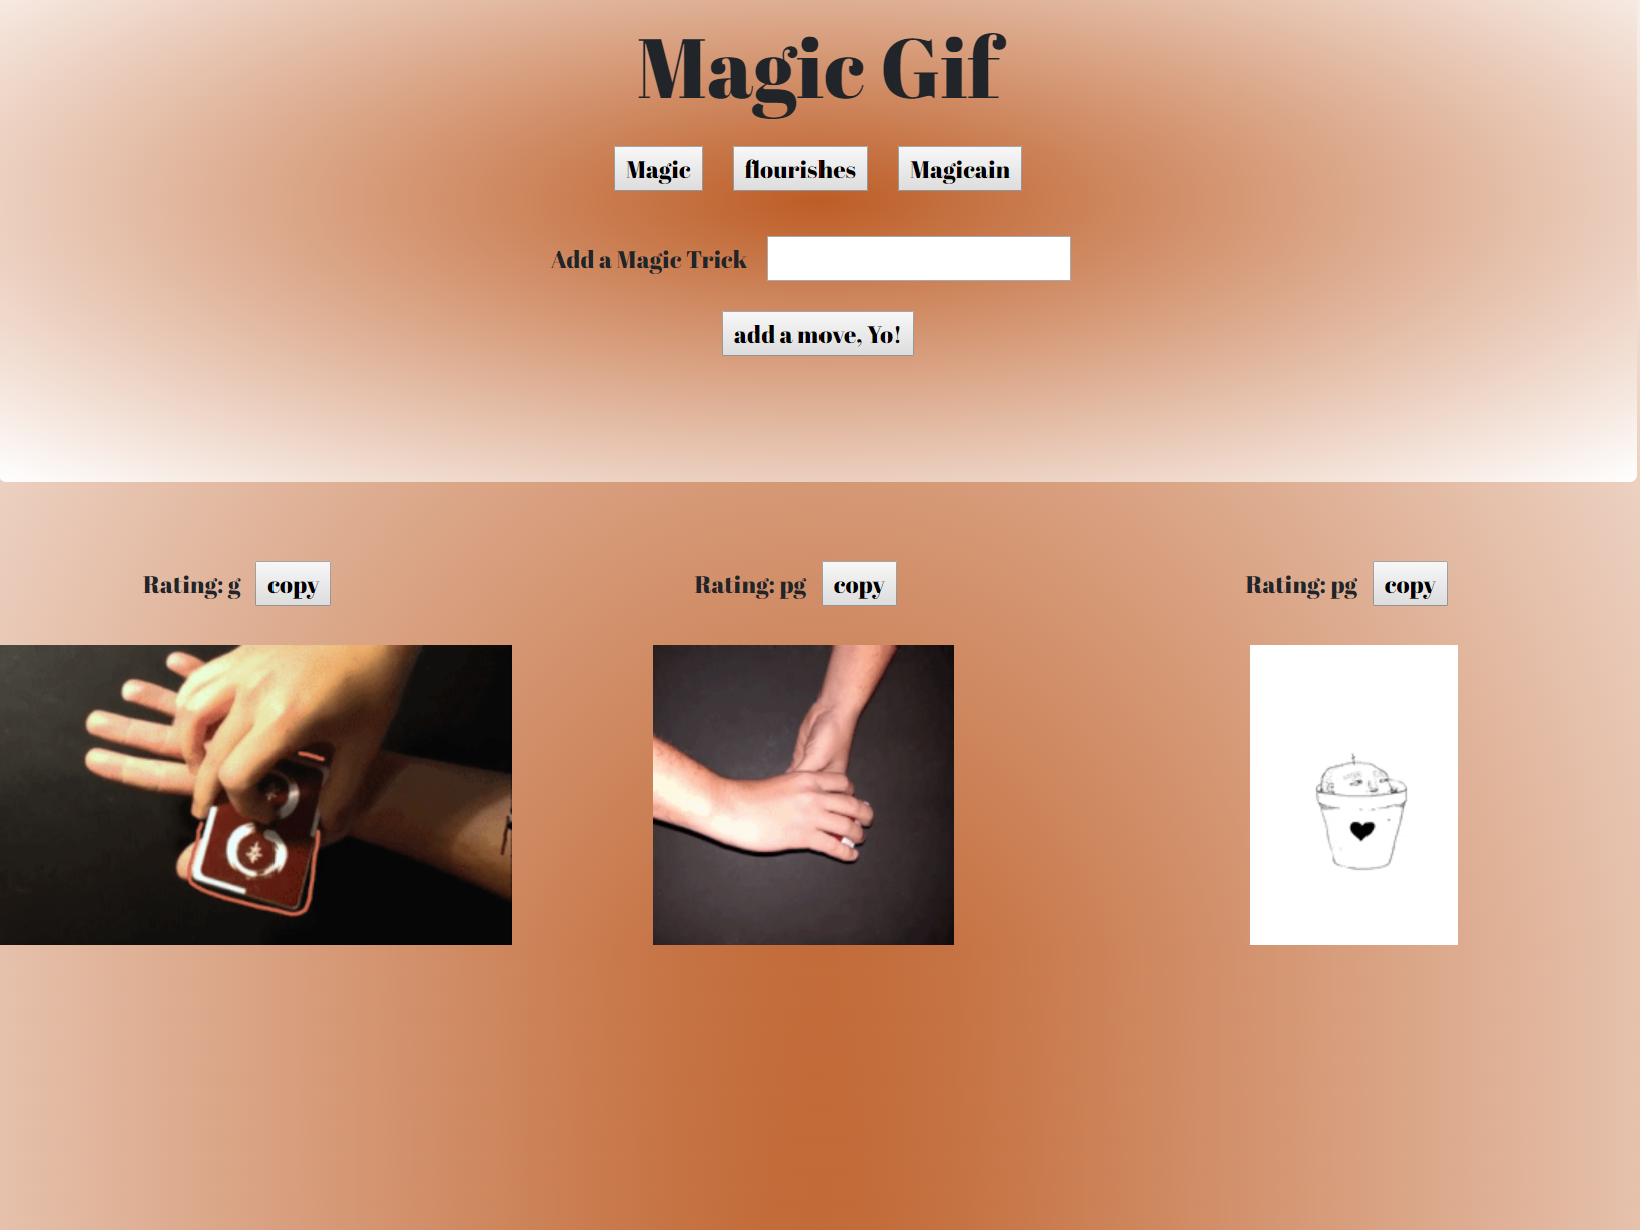 Magic Gif
Magic flourishes Magicain
Add a Magic Trick
add a move, Yo!
Rating: g copy Rating: pg copy Rating: pg copy